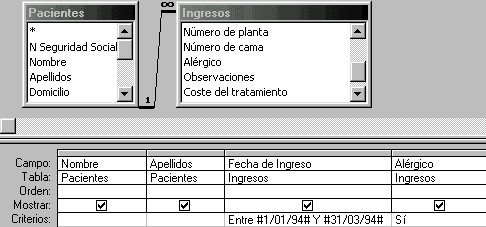 Pacientes
*
N Seguridad Social
Nombre
Apellidos
Domicilio
∞
1
Ingresos
Número de planta
Número de cama
Alérgico
Observaciones
Coste del tratamiento
Campo: Nombre Apellidos Fecha de Ingreso Alérgico
Tabla: Pacientes Pacientes Ingresos Ingresos
Orden:
Mostrar:
Criterios: Entre #1/01/94# Y #31/03/94# Sí